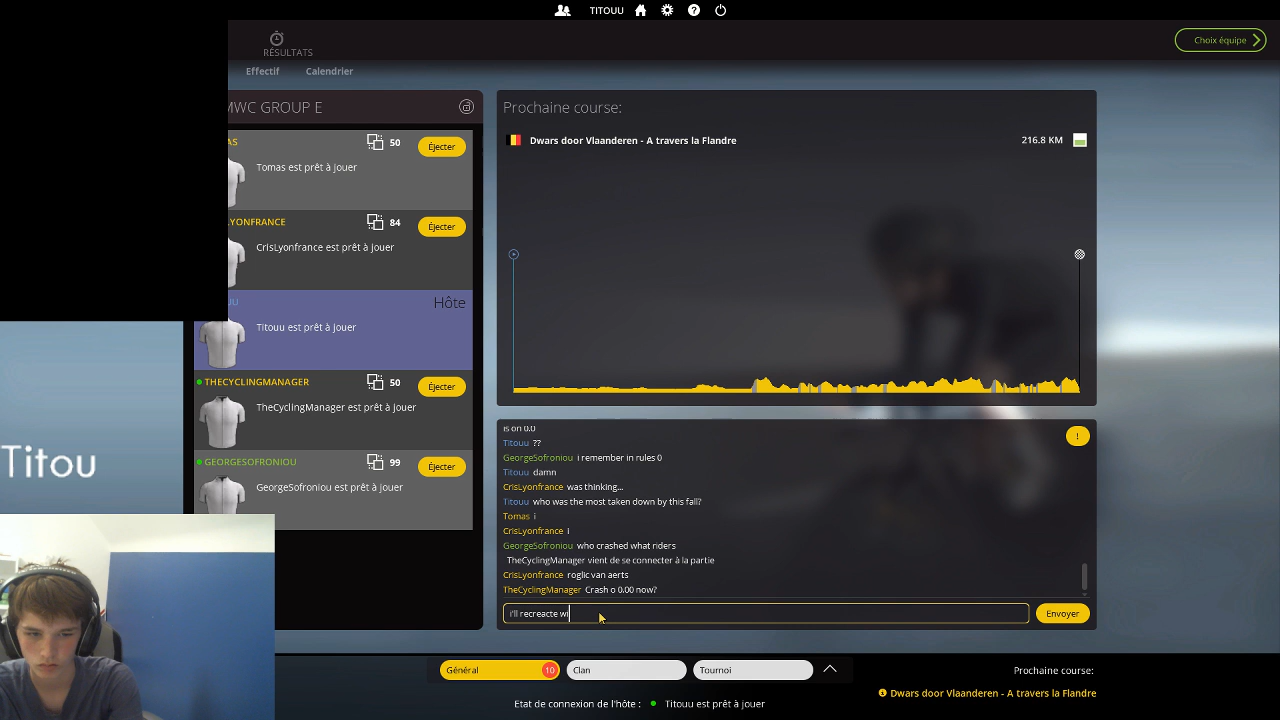 TITOUU
RÉSULTATS
Choix équipe
Effectif Calendrier
MWC GROUP E
AS 50 Éjecter
Tomas est prêt à jouer
LYONFRANCE 84 Éjecter
CrisLyonfrance est prêt à jouer
UU Hôte
Titouu est prêt à jouer
THECYCLINGMANAGER 50 Éjecter
TheCyclingManager est prêt à jouer
GEORGESOFRONIOU 99 Éjecter
GeorgeSofroniou est prêt à jouer
Titou
Prochaine course:
Dwars door Vlaanderen - A travers la Flandre 216.8 KM
is on 0.0
Titouu ??
GeorgeSofroniou i remember in rules 0
Titouu damn
CrisLyonfrance was thinking...
Titouu who was the most taken down by this fall?
Tomas i
CrisLyonfrance i
GeorgeSofroniou who crashed what riders
TheCyclingManager vient de se connecter à la partie
CrisLyonfrance roglic van aerts
TheCyclingManager Crash o 0.00 now?
!
i'll recreacte wi
Envoyer
Général 10 Clan Tournoi
Prochaine course:
Dwars door Vlaanderen - A travers la Flandre
Etat de connexion de l'hôte : Titouu est prêt à jouer